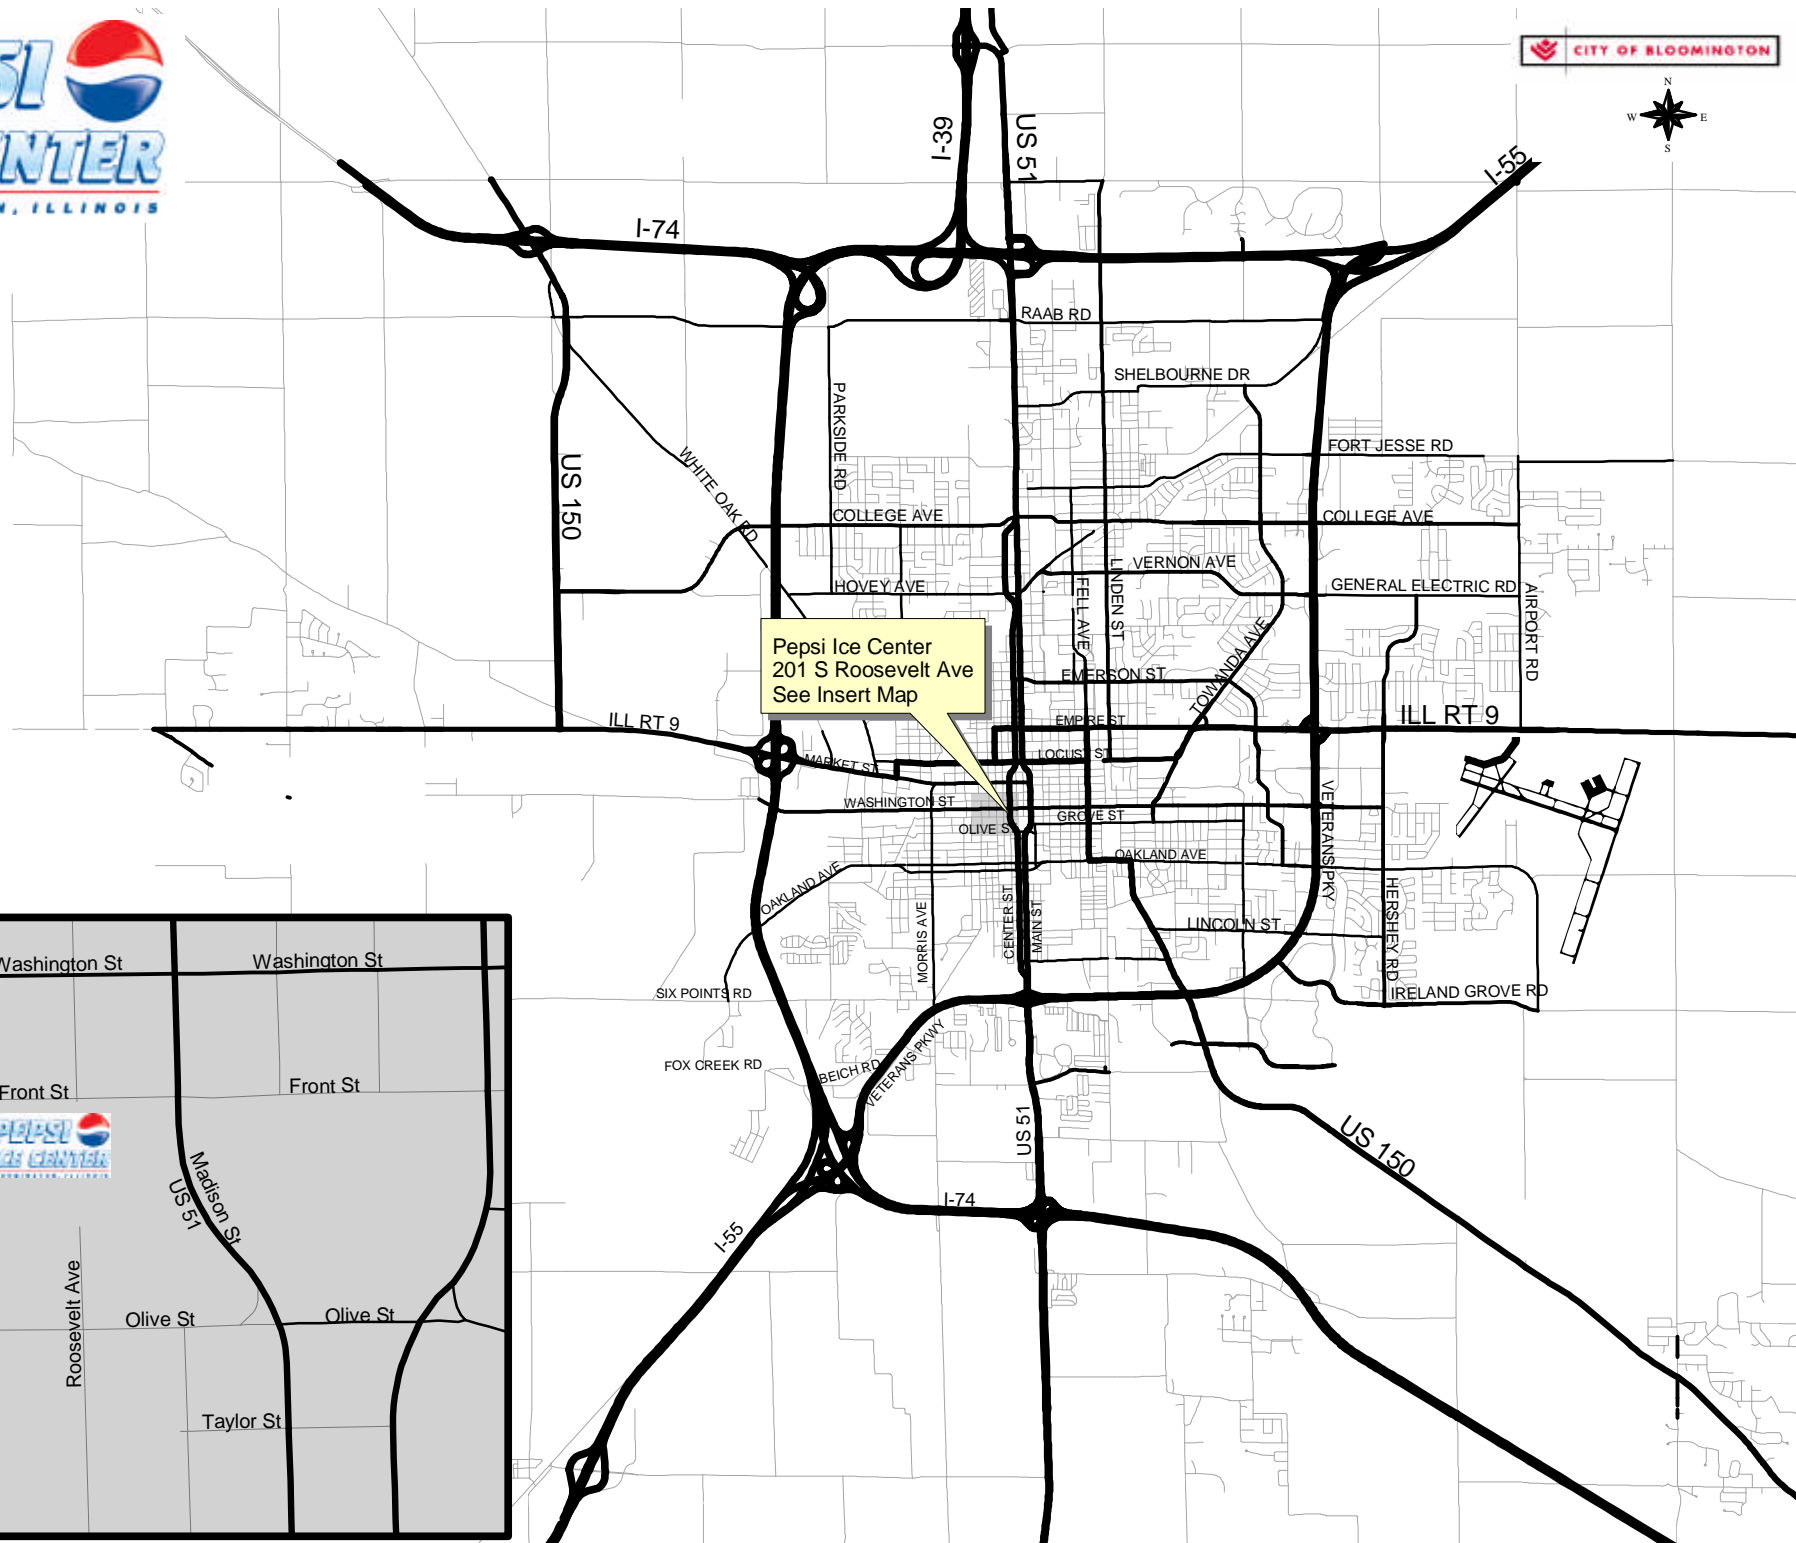 CITY OF BLOOMINGTON
N
W
E
S
ILLINOIS
I-39
US 51
I-55
I-74
RAAB RD
SHELBOURNE DR
PARKSIDE RD
FORT JESSE RD
WHITE OAK RD
US 150
COLLEGE AVE
COLLEGE AVE
VERNON AVE
LINDEN ST
FELL AVE
HOVEY AVE
GENERAL ELECTRIC RD
AIRPORT RD
Pepsi Ice Center
201 S Roosevelt Ave
See Insert Map
TOWANDA AVE
EMERSON ST
ILL RT 9
EMPIRE ST
ILL RT 9
LOCUST ST
MARKET ST
WASHINGTON ST
GROVE ST
OLIVE S
VETERANS PKY
OAKLAND AVE
OAKLAND AVE
HERSHEY RD
MORRIS AVE
CENTER ST
MAIN ST
LINCOLN ST
SIX POINTS RD
IRELAND GROVE RD
FOX CREEK RD
BEICH RD
VETERANS PKWY
US 51
US 150
I-74
I-55
Washington St
Washington St
Front St
Front St
PEPSI
ICE CENTER
Madison St
US 51
Roosevelt Ave
Olive St
Olive St
Taylor St